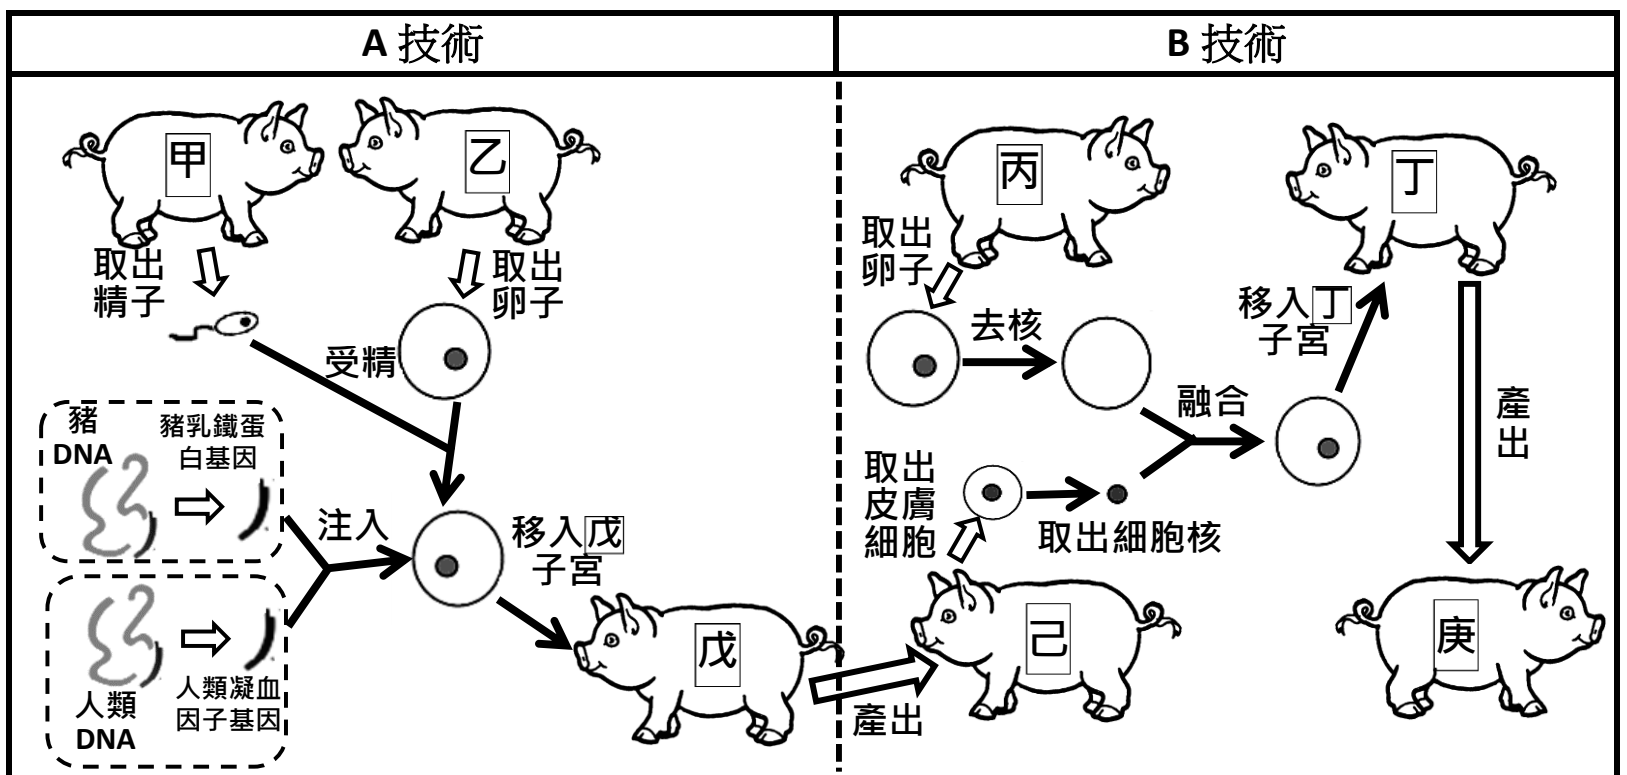 A 技術
B 技術
甲
乙
取出
精子
取出
卵子
受精
豬
DNA
豬乳鐵蛋
白基因
注入
人類
DNA
人類凝血
因子基因
移入戊
子宮
戊
產出
丙
丁
取出
卵子
去核
移入丁
子宮
融合
取出
皮膚
細胞
取出細胞核
產
出
己
庚